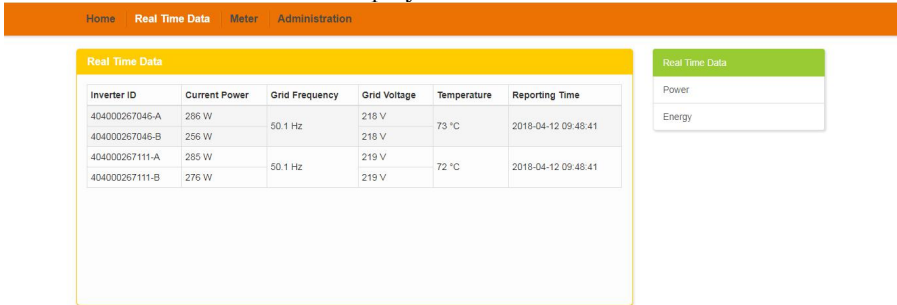 Home Real Time Data Meter Administration
Real Time Data
Inverter ID Current Power Grid Frequency Grid Voltage Temperature Reporting Time
404000267046-A 286 W 50.1 Hz 218 V 73 °C 2018-04-12 09:48:41
404000267046-B 256 W 218 V
404000267111-A 285 W 50.1 Hz 219 V 72 °C 2018-04-12 09:48:41
404000267111-B 276 W 219 V
Real Time Data
Power
Energy